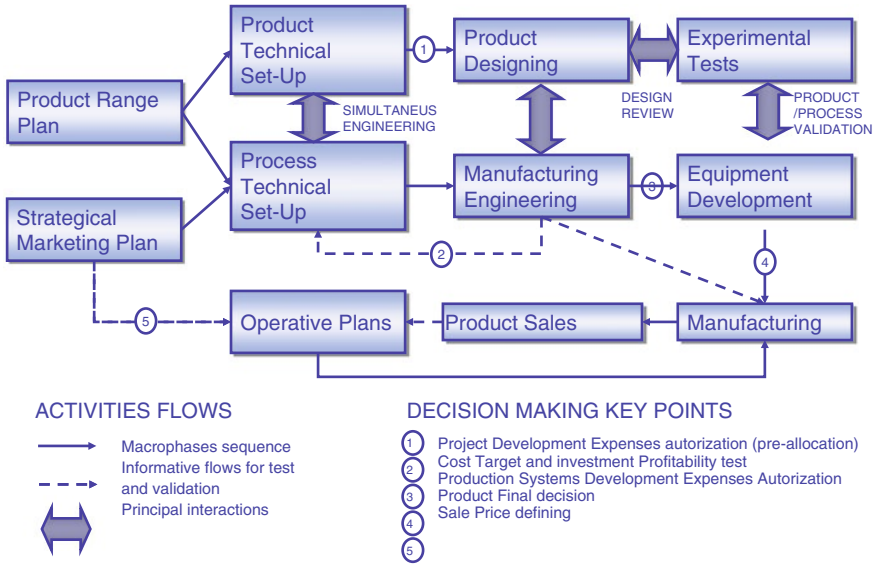 Product
Technical
Set-Up
1
Product
Designing
Experimental
Tests
Product Range
Plan
SIMULTANEUS
ENGINEERING
DESIGN
REVIEW
PRODUCT
/PROCESS
VALIDATION
Process
Technical
Set-Up
Manufacturing
Engineering
3
Equipment
Development
Strategical
Marketing Plan
2
4
5
Operative Plans
Product Sales
Manufacturing
ACTIVITIES FLOWS
Macrophases sequence
Informative flows for test
and validation
Principal interactions
DECISION MAKING KEY POINTS
1 Project Development Expenses autorization (pre-allocation)
2 Cost Target and investment Profitability test
Production Systems Development Expenses Autorization
3 Product Final decision
4 Sale Price defining
5